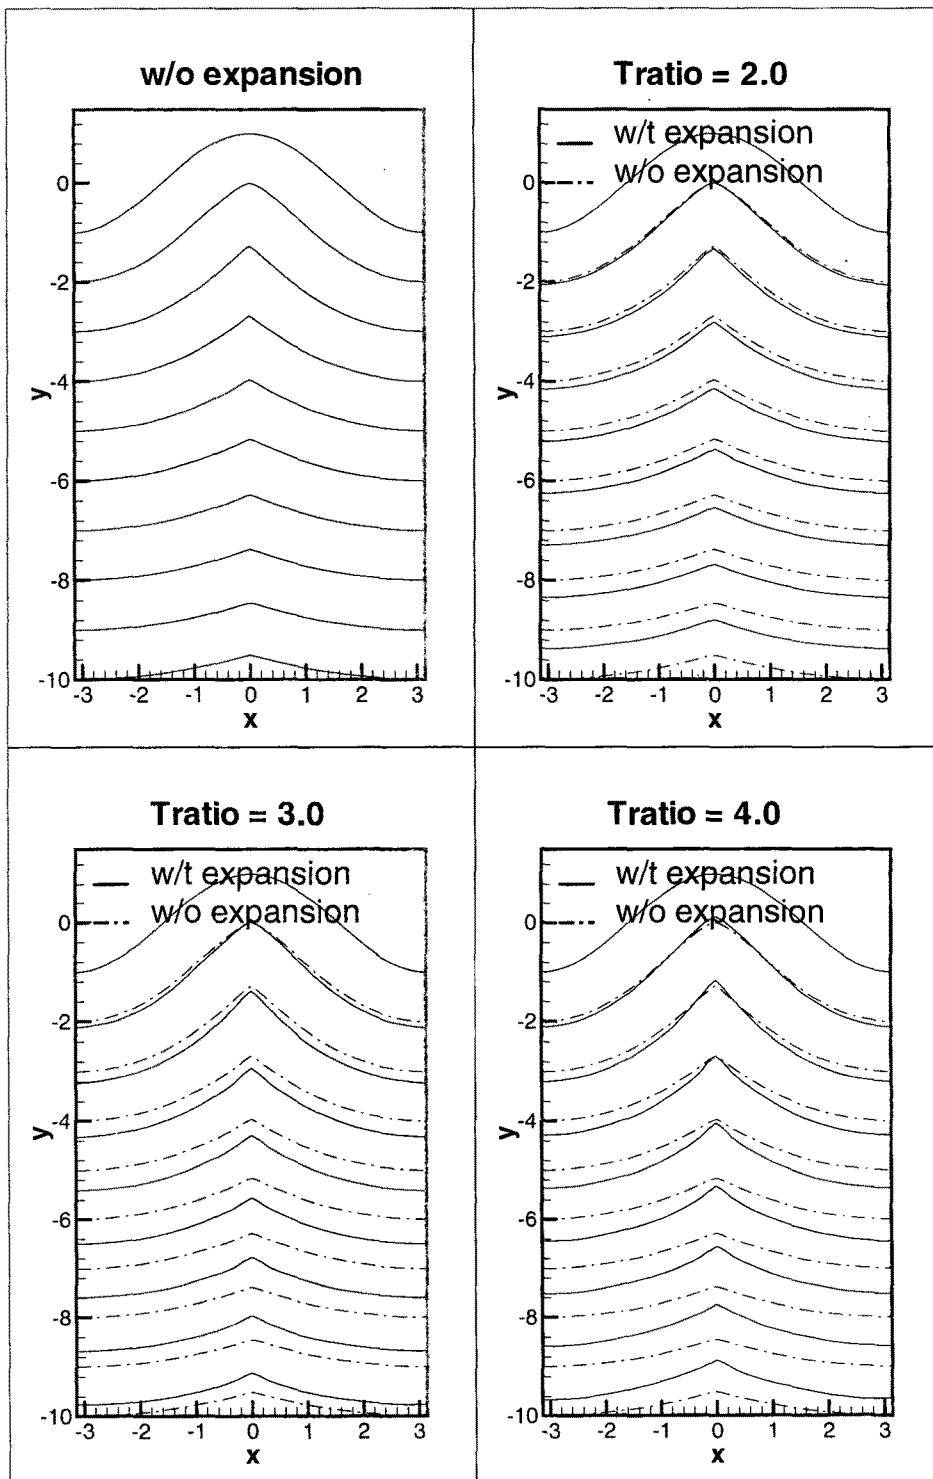 w/o expansion
0
-2
-4
-6
-8
-10
y
-3
-2
-1
0
1
2
3
x
Tratio = 2.0
w/t expansion
w/o expansion
0
-2
-4
-6
-8
-10
y
-3
-2
-1
0
1
2
3
x
Tratio = 3.0
w/t expansion
w/o expansion
0
-2
-4
-6
-8
-10
y
-3
-2
-1
0
1
2
3
x
Tratio = 4.0
w/t expansion
w/o expansion
0
-2
-4
-6
-8
-10
y
-3
-2
-1
0
1
2
3
x